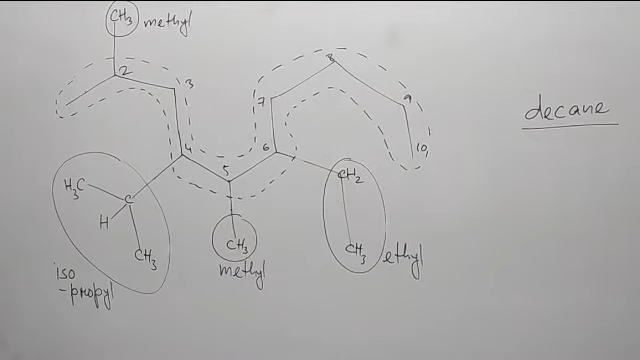 CH3 methyl
2
3
4
5
6
7
8
9
10,
decane
H3C
C
H
CH3
iso
-propyl
CH3
methyl
CH2
CH3
ethyl